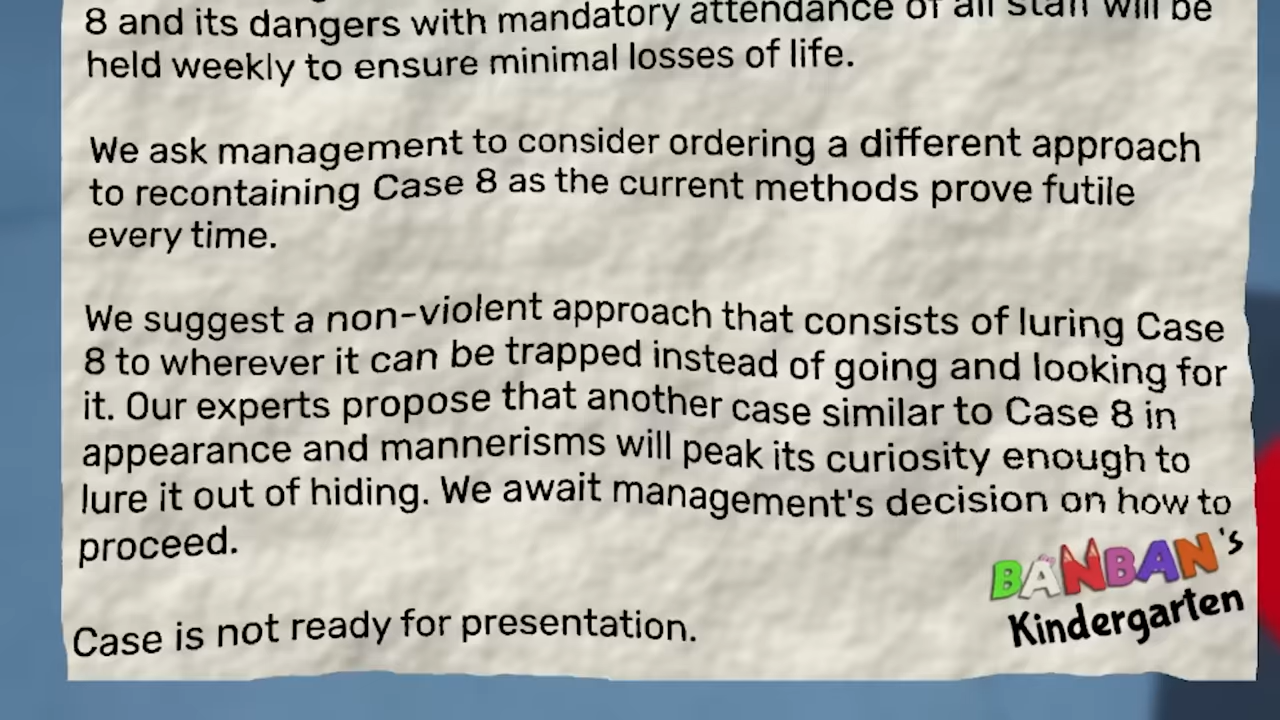 8 and its dangers with mandatory attendance of all staff will be
held weekly to ensure minimal losses of life.
We ask management to consider ordering a different approach
to recontaining Case 8 as the current methods prove futile
every time.
We suggest a non-violent approach that consists of luring Case
8 to wherever it can be trapped instead of going and looking for
it. Our experts propose that another case similar to Case 8 in
appearance and mannerisms will peak its curiosity enough to
lure it out of hiding. We await management's decision on how to
proceed.
BANBAN's
Kindergarten
Case is not ready for presentation.